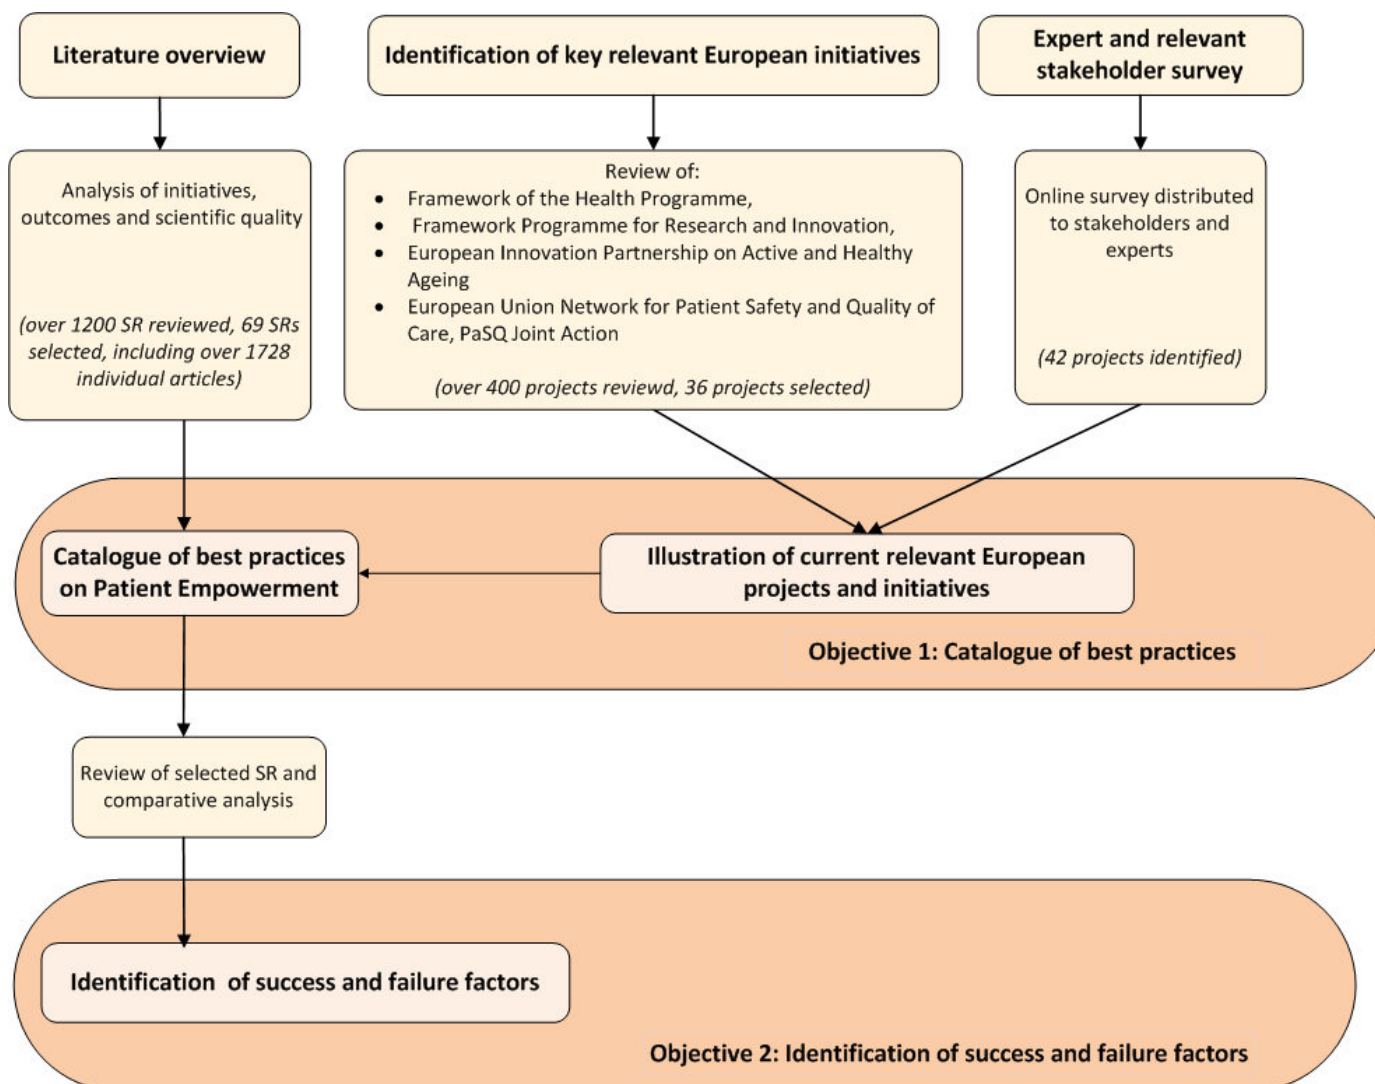 Literature overview
Identification of key relevant European initiatives
Expert and relevant
stakeholder survey
Analysis of initiatives,
outcomes and scientific quality
(over 1200 SR reviewed, 69 SRs
selected, including over 1728
individual articles)
Review of:
• Framework of the Health Programme,
• Framework Programme for Research and Innovation,
• European Innovation Partnership on Active and Healthy
Ageing
• European Union Network for Patient Safety and Quality of
Care, PaSQ Joint Action
(over 400 projects reviewd, 36 projects selected)
Online survey distributed
to stakeholders and
experts
(42 projects identified)
Catalogue of best practices
on Patient Empowerment
Illustration of current relevant European
projects and initiatives
Objective 1: Catalogue of best practices
Review of selected SR and
comparative analysis
Identification of success and failure factors
Objective 2: Identification of success and failure factors